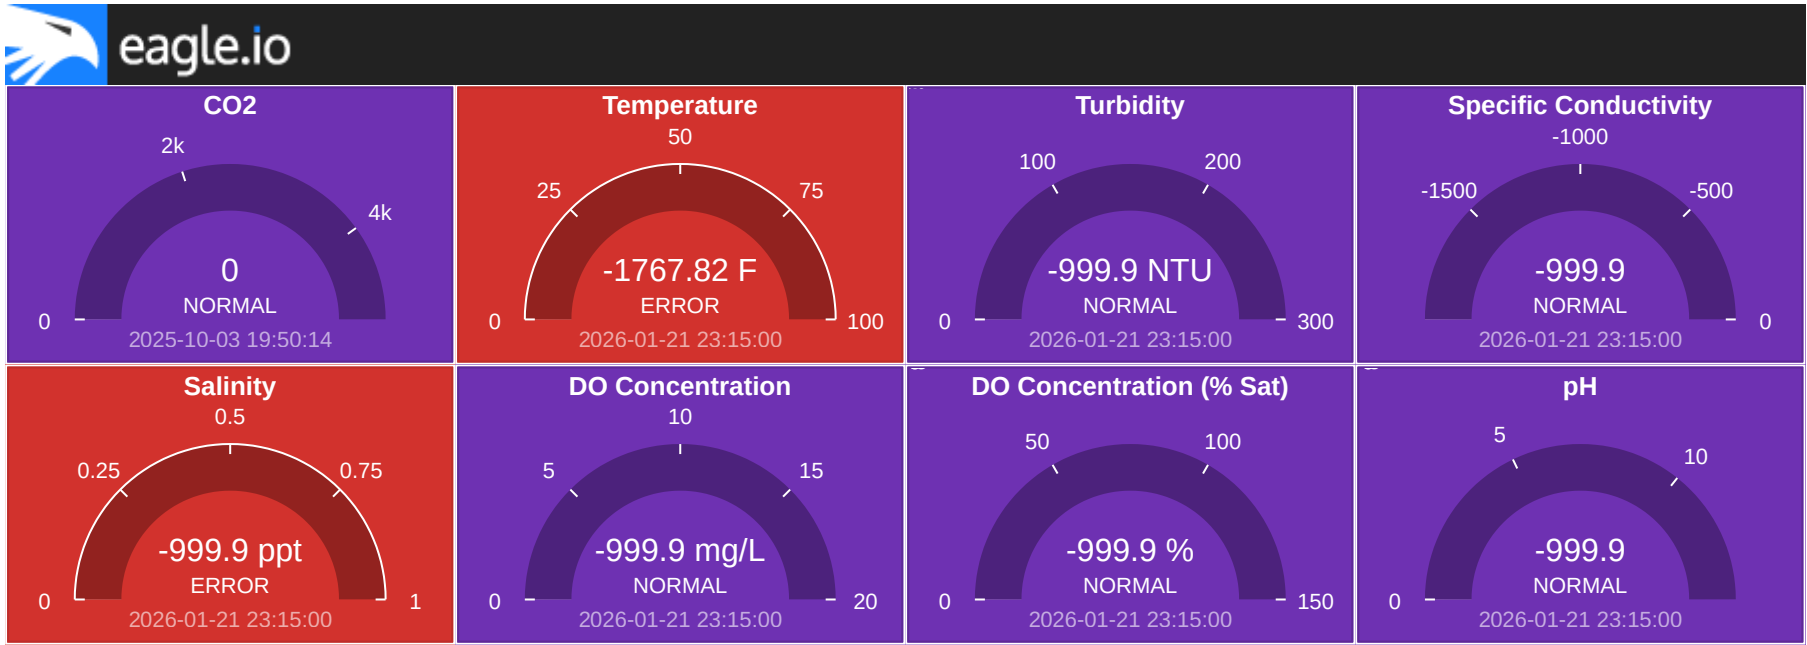 eagle.io
CO2
2k
4k
0
NORMAL
0
2025-10-03 19:50:14
Temperature
50
25
75
-1767.82 F
ERROR
0
100
2026-01-21 23:15:00
Turbidity
100
200
-999.9 NTU
NORMAL
0
300
2026-01-21 23:15:00
Specific Conductivity
-1000
-1500
-500
-999.9
NORMAL
0
2026-01-21 23:15:00
Salinity
0.5
0.25
0.75
-999.9 ppt
ERROR
0
1
2026-01-21 23:15:00
DO Concentration
10
5
15
-999.9 mg/L
NORMAL
0
20
2026-01-21 23:15:00
DO Concentration (% Sat)
50
100
-999.9 %
NORMAL
0
150
2026-01-21 23:15:00
pH
5
10
-999.9
NORMAL
0
2026-01-21 23:15:00